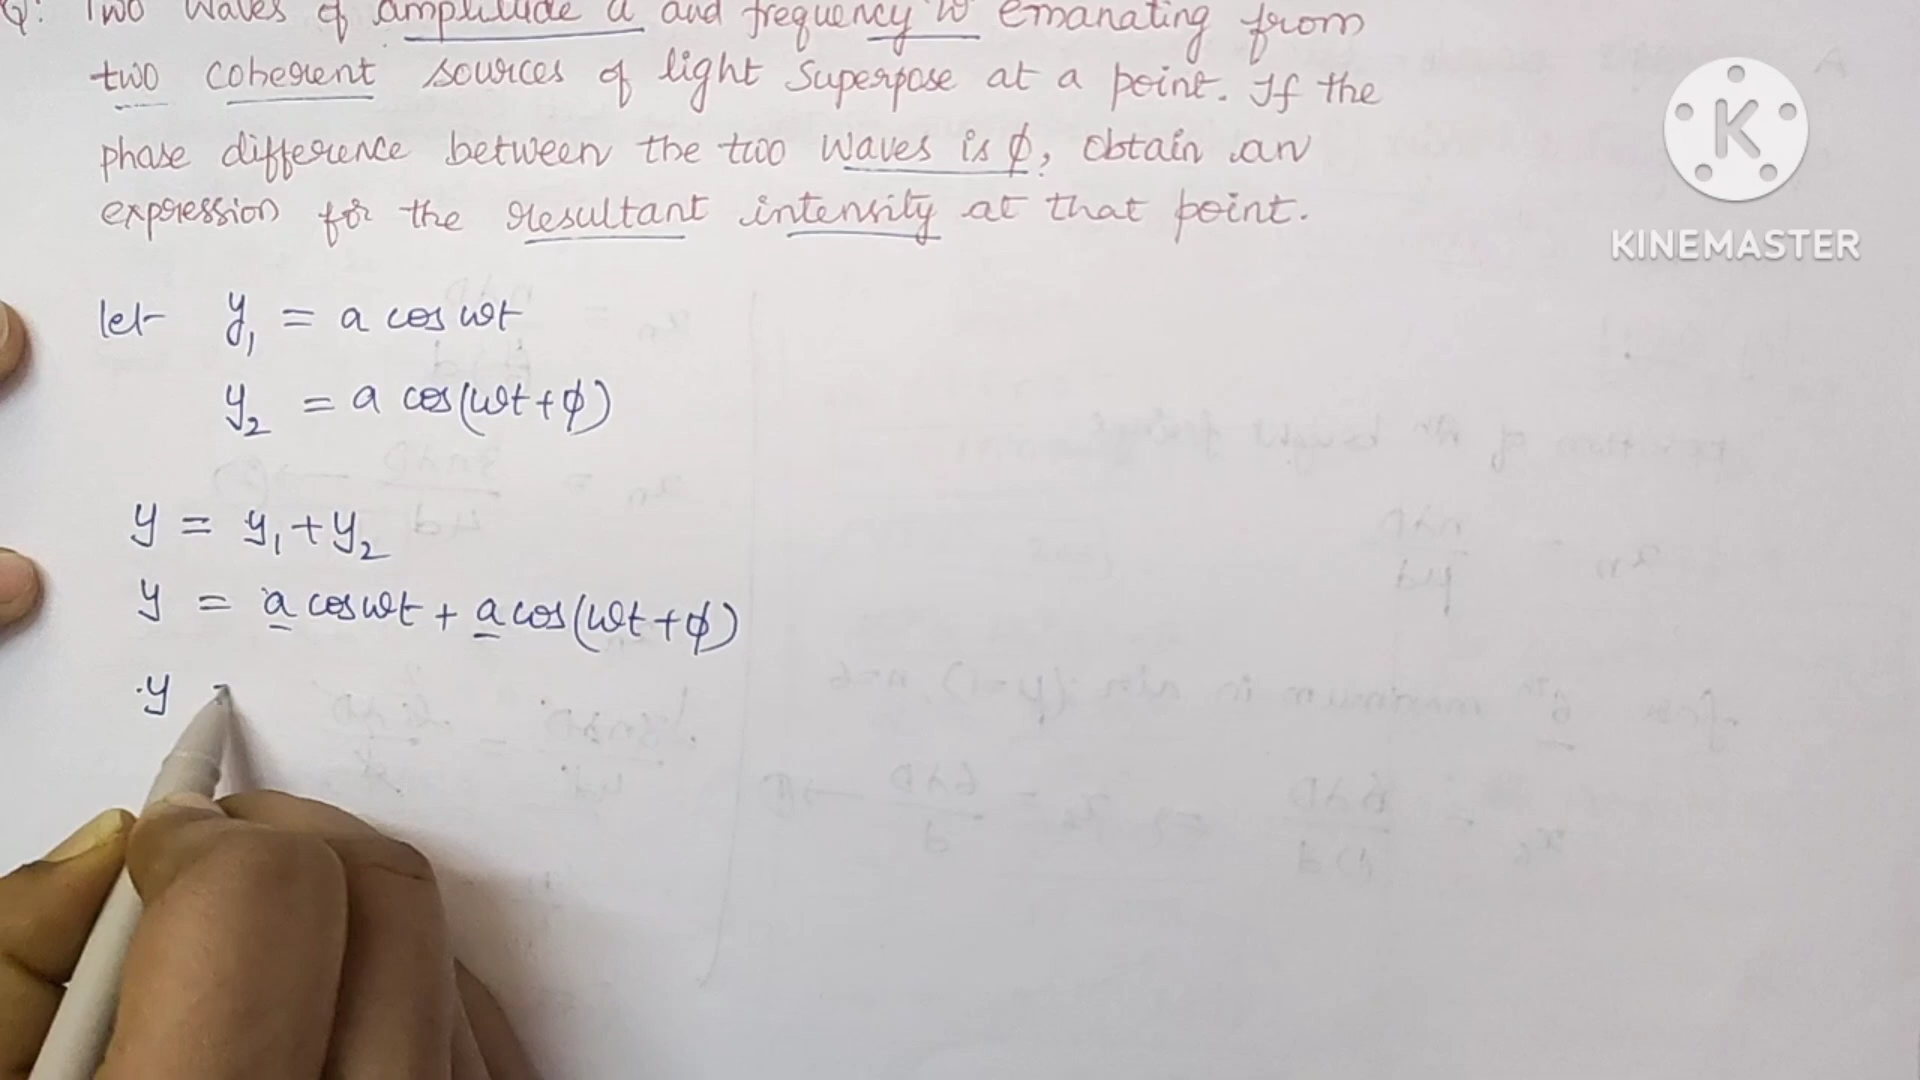 Q. Two waves of amplitude a and frequency ω emanating from
two coherent sources of light superpose at a point. If the
phase difference between the two waves is φ, obtain an
expression for the resultant intensity at that point.
K
KINEMASTER
let y₁ = a cos ωt
y₂ = a cos(ωt+φ)
y = y₁+y₂
y = a cosωt + a cos(ωt+φ)
y =